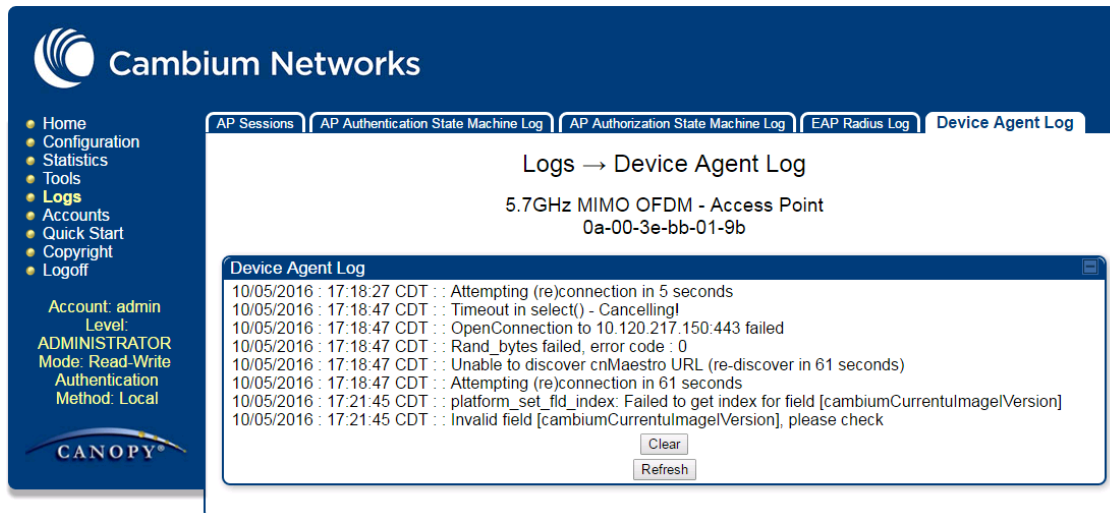 Cambium Networks
Home
Configuration
Statistics
Tools
Logs
Accounts
Quick Start
Copyright
Logoff
Account: admin
Level:
ADMINISTRATOR
Mode: Read-Write
Authentication
Method: Local
CANOPY®
AP Sessions
AP Authentication State Machine Log
AP Authorization State Machine Log
EAP Radius Log
Device Agent Log
Logs → Device Agent Log
5.7GHz MIMO OFDM - Access Point
0a-00-3e-bb-01-9b
Device Agent Log
10/05/2016 : 17:18:27 CDT : : Attempting (re)connection in 5 seconds
10/05/2016 : 17:18:47 CDT : : Timeout in select() - Cancelling!
10/05/2016 : 17:18:47 CDT : : OpenConnection to 10.120.217.150:443 failed
10/05/2016 : 17:18:47 CDT : : Rand_bytes failed, error code : 0
10/05/2016 : 17:18:47 CDT : : Unable to discover cnMaestro URL (re-discover in 61 seconds)
10/05/2016 : 17:18:47 CDT : : Attempting (re)connection in 61 seconds
10/05/2016 : 17:21:45 CDT : : platform_set_fld_index: Failed to get index for field [cambiumCurrentuImagelVersion]
10/05/2016 : 17:21:45 CDT : : Invalid field [cambiumCurrentuImagelVersion], please check
Clear
Refresh